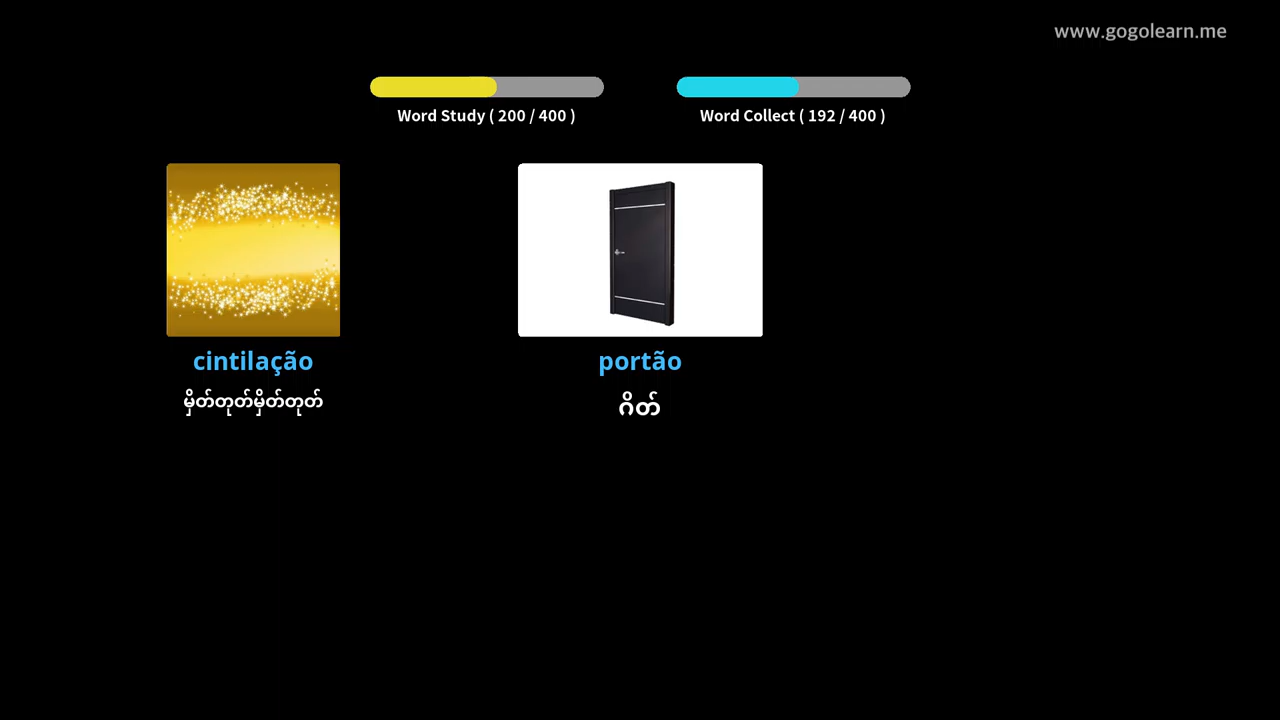 www.gogolearn.me
Word Study ( 200 / 400 )
Word Collect ( 192 / 400 )
cintilação
portão
မှိတ်တုတ်မှိတ်တုတ်
ဂိတ်